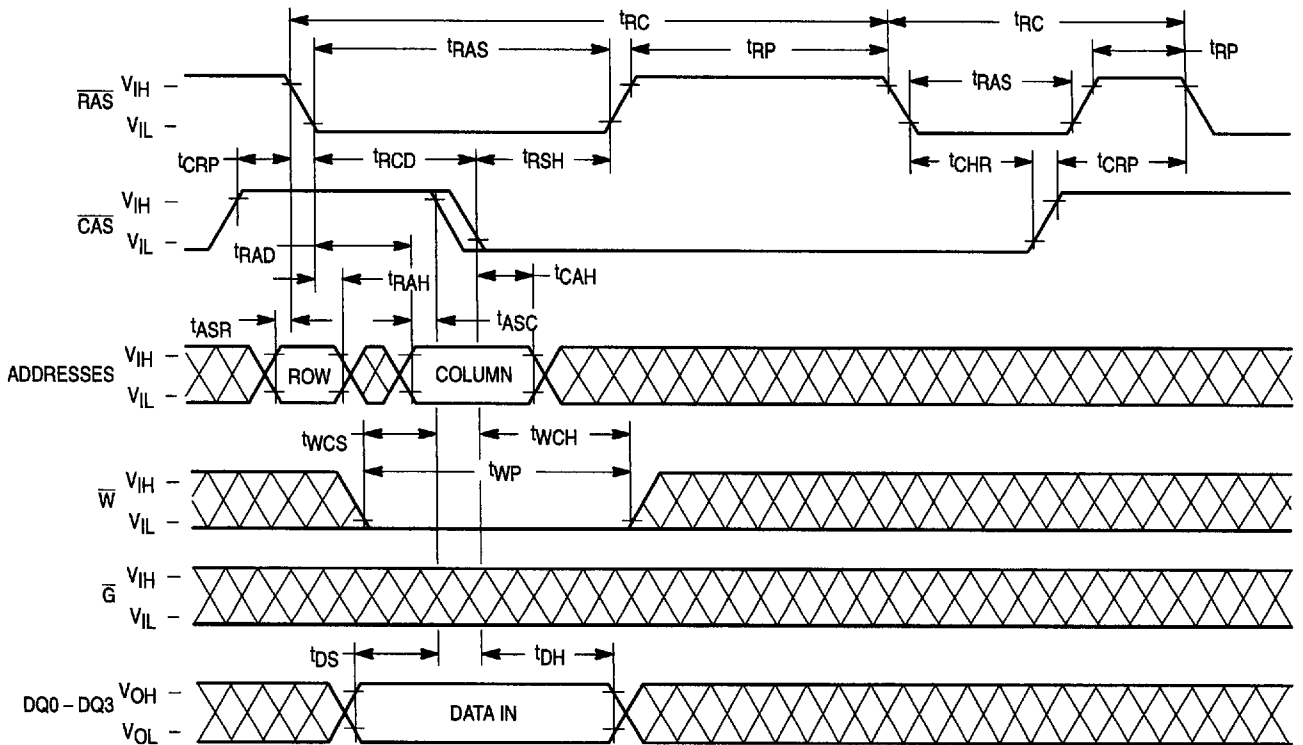 tRC tRC
tRAS tRP tRP
RAS VIH tRAS
VIL
tCRP tRCD tRSH tCHR tCRP
CAS VIH
VIL
tRAD
tRAH tCAH
tASR tASC
ADDRESSES VIH ROW COLUMN
VIL
tWCS tWCH
tWP
W VIH
VIL
G VIH
VIL
tDS tDH
DQ0 – DQ3 VOH DATA IN
VOL